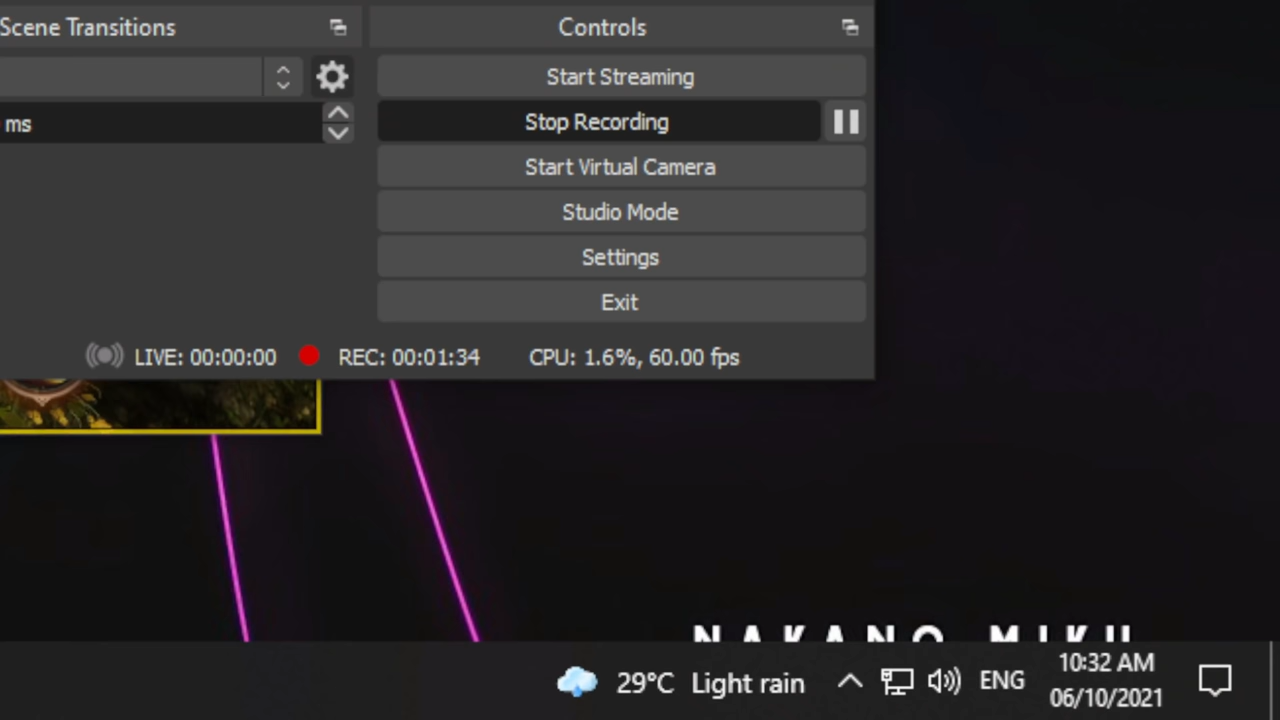 Scene Transitions
Controls
Start Streaming
ms
Stop Recording
Start Virtual Camera
Studio Mode
Settings
Exit
LIVE: 00:00:00 REC: 00:01:34 CPU: 1.6%, 60.00 fps
NAKANO MIKU
29°C Light rain ENG 10:32 AM
06/10/2021